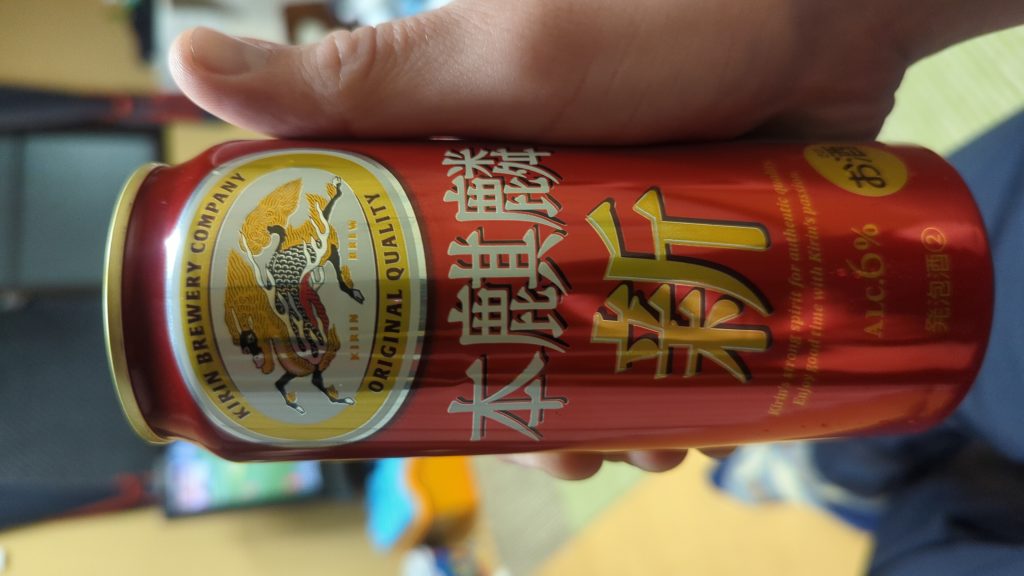 KIRIN BREWERY COMPANY
KIRIN BREW
ORIGINAL QUALITY
本麒麟
新
Kirin's strong spirit for authentic quality.
Enjoy good time with Kirin's passion.
ALC.6%
お酒
発泡酒②